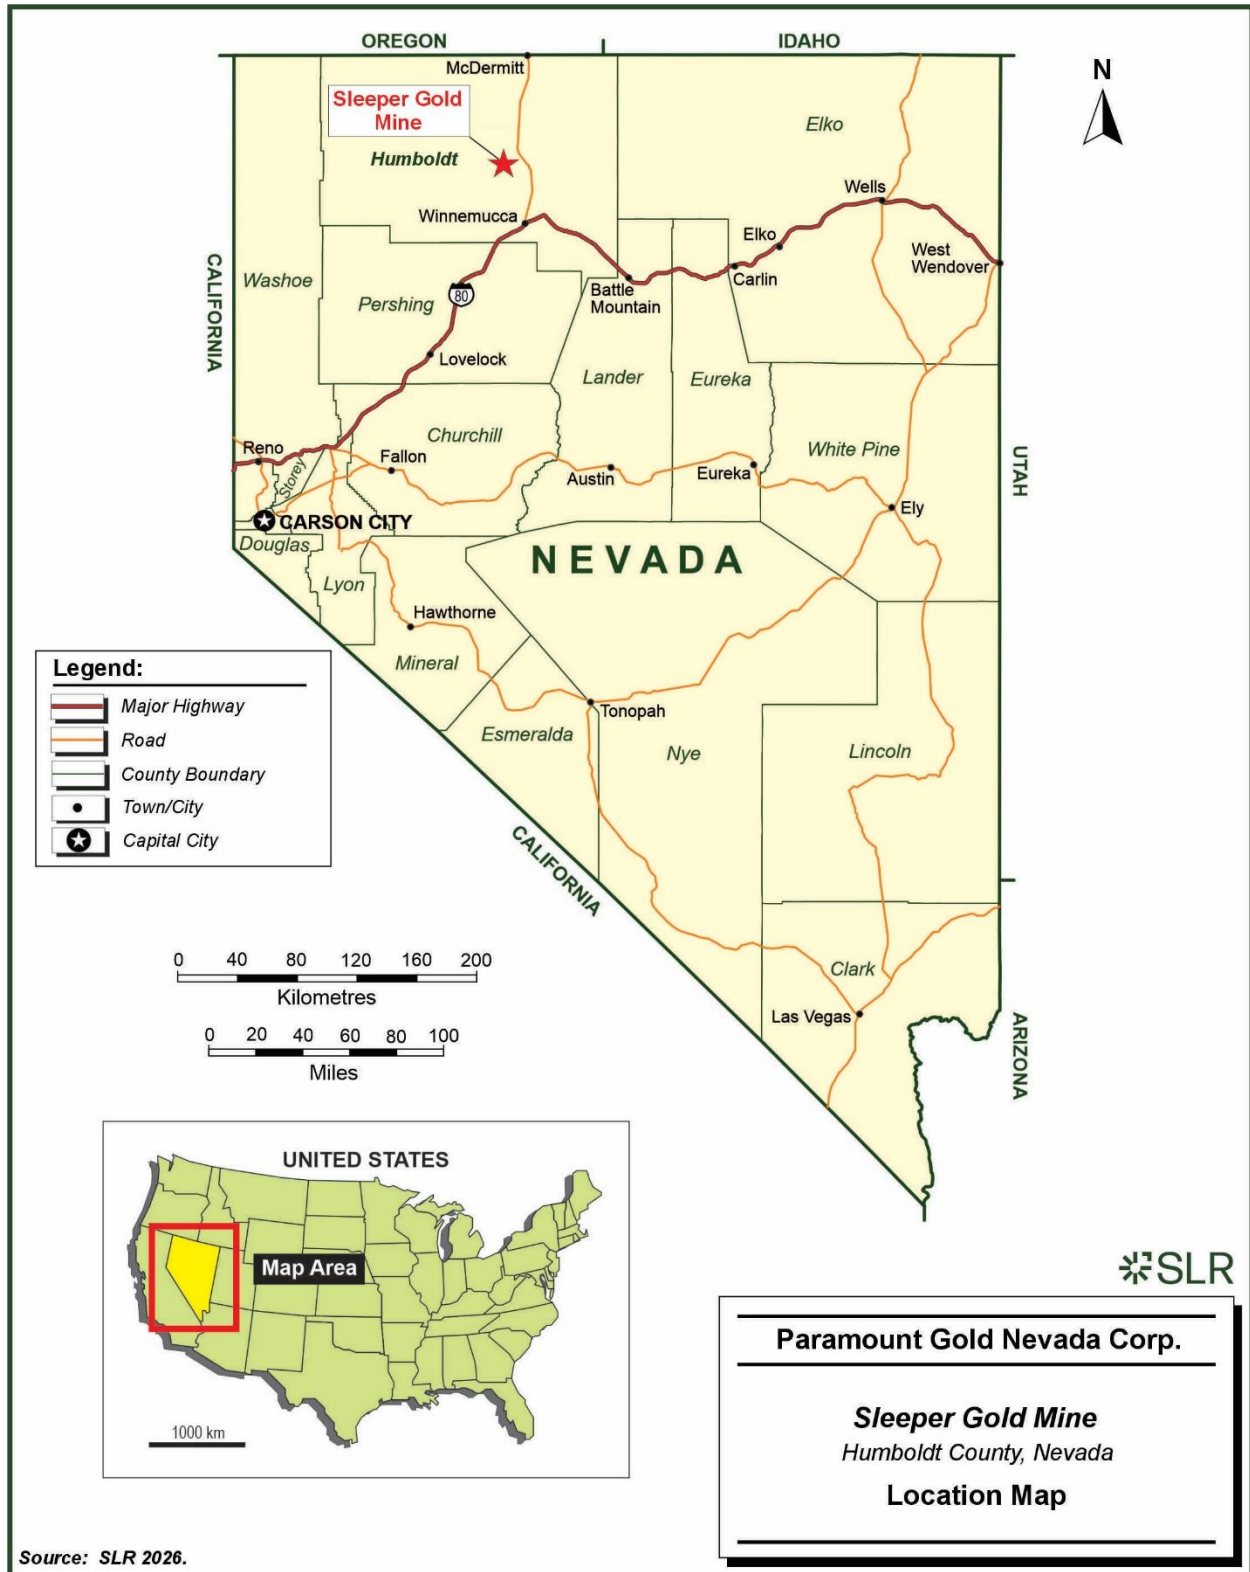 OREGON
IDAHO
McDermitt
N
Sleeper Gold
Mine
Elko
Humboldt
Wells
Winnemucca
Elko
West
Wendover
CALIFORNIA
Washoe
Carlin
Battle
Mountain
80
Pershing
Lovelock
Lander
Eureka
Churchill
White Pine
UTAH
Reno
Storey
Fallon
Austin
Eureka
Ely
CARSON CITY
Douglas
NEVADA
Lyon
Hawthorne
Mineral
Tonopah
Esmeralda
Nye
Lincoln
Legend:
Major Highway
Road
County Boundary
Town/City
Capital City
CALIFORNIA
0 40 80 120 160 200
Kilometres
0 20 40 60 80 100
Miles
Clark
Las Vegas
ARIZONA
UNITED STATES
Map Area
1000 km
SLR
Paramount Gold Nevada Corp.
Sleeper Gold Mine
Humboldt County, Nevada
Location Map
Source: SLR 2026.